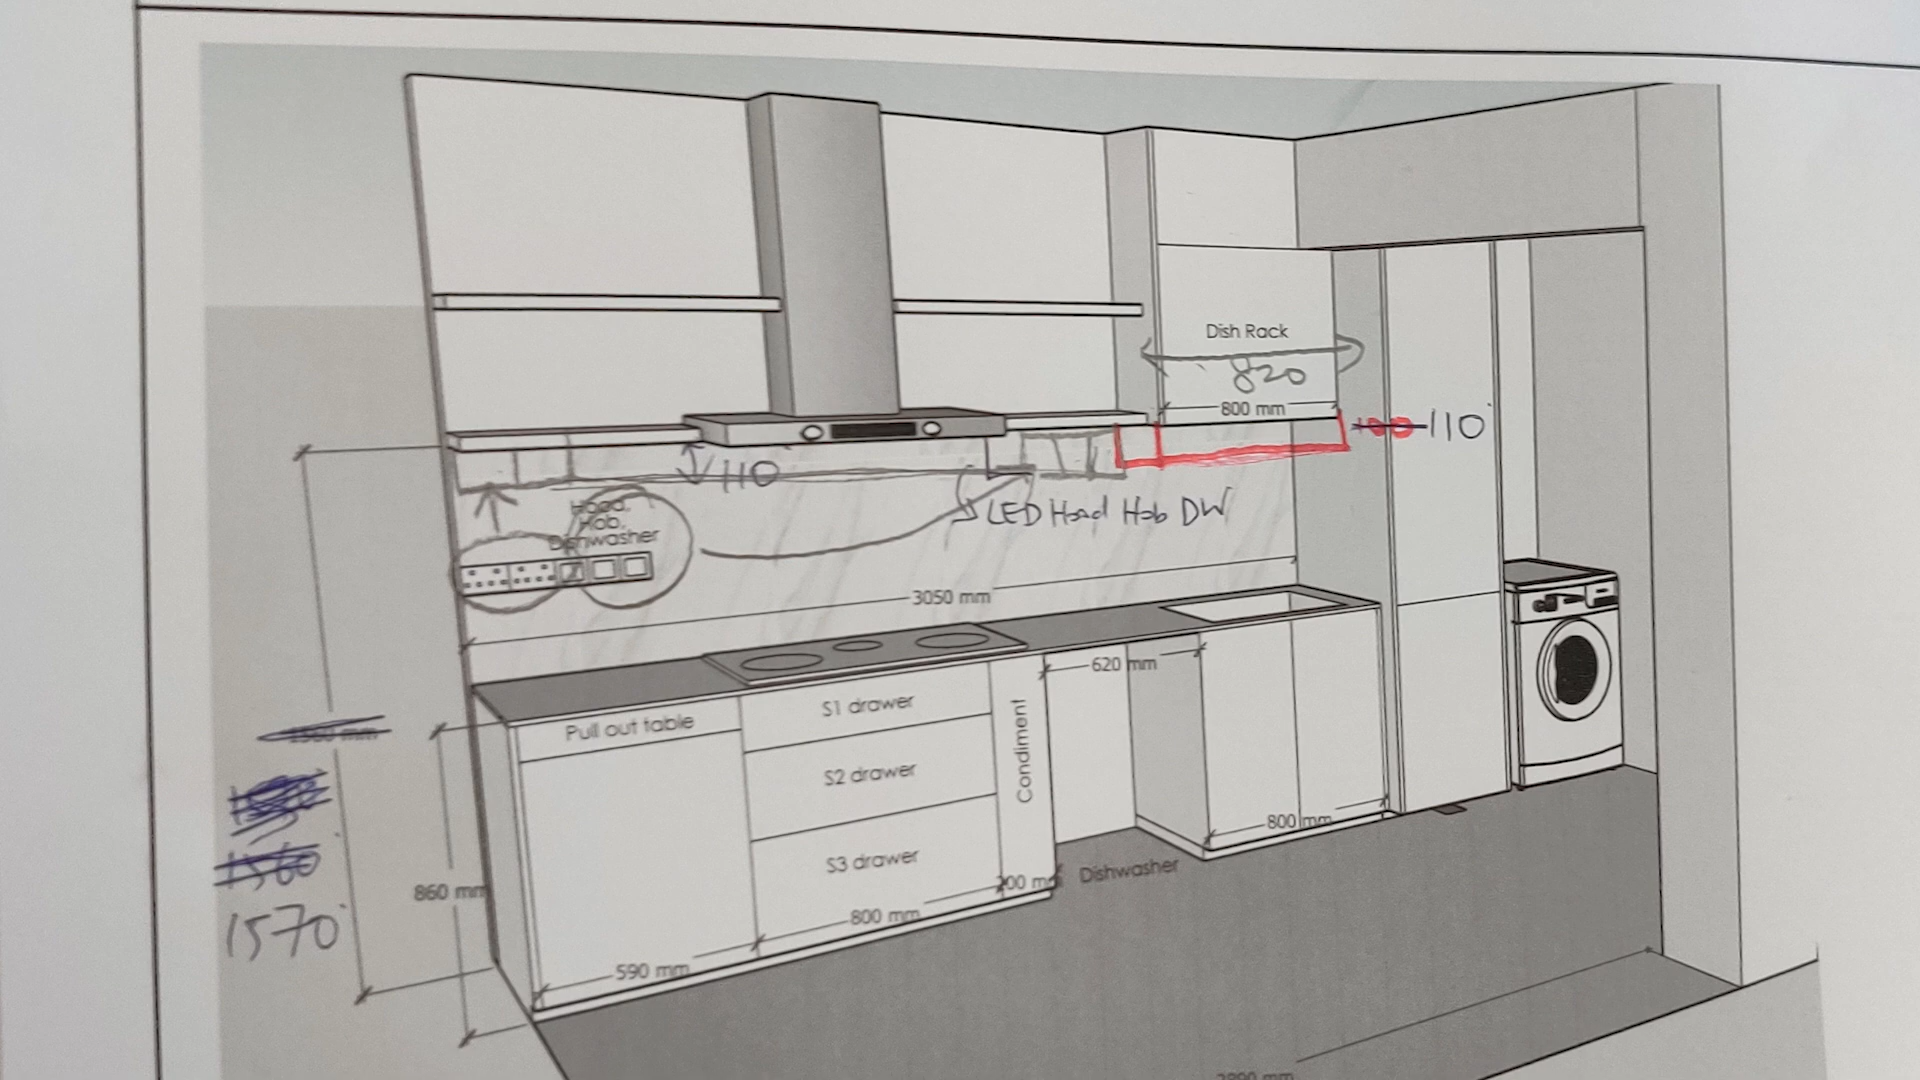 Dish Rack
820
800 mm
110
110
Hood,
Hob,
Dishwasher
LED Hood Hob DW
3050 mm
620 mm
Pull out table
S1 drawer
S2 drawer
S3 drawer
Condiment
1560
1570
860 mm
590 mm
800 mm
200 mm
Dishwasher
800 mm